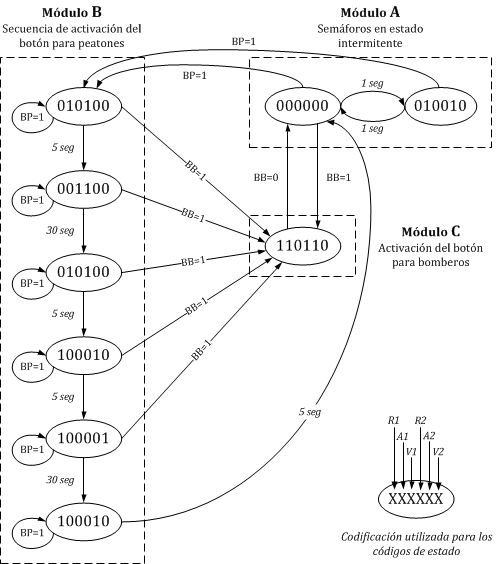 Módulo B
Secuencia de activación del
botón para peatones
Módulo A
Semáforos en estado
intermitente
BP=1
BP=1
010100
BP=1
5 seg
001100
BP=1
30 seg
010100
BP=1
5 seg
100010
BP=1
5 seg
100001
BP=1
30 seg
100010
BP=1
BB=1
BB=1
BB=1
BB=1
BB=1
000000
1 seg
1 seg
010010
BB=0
BB=1
110110
Módulo C
Activación del botón
para bomberos
5 seg
R1
A1
V1
R2
A2
V2
XXXXXX
Codificación utilizada para los
códigos de estado